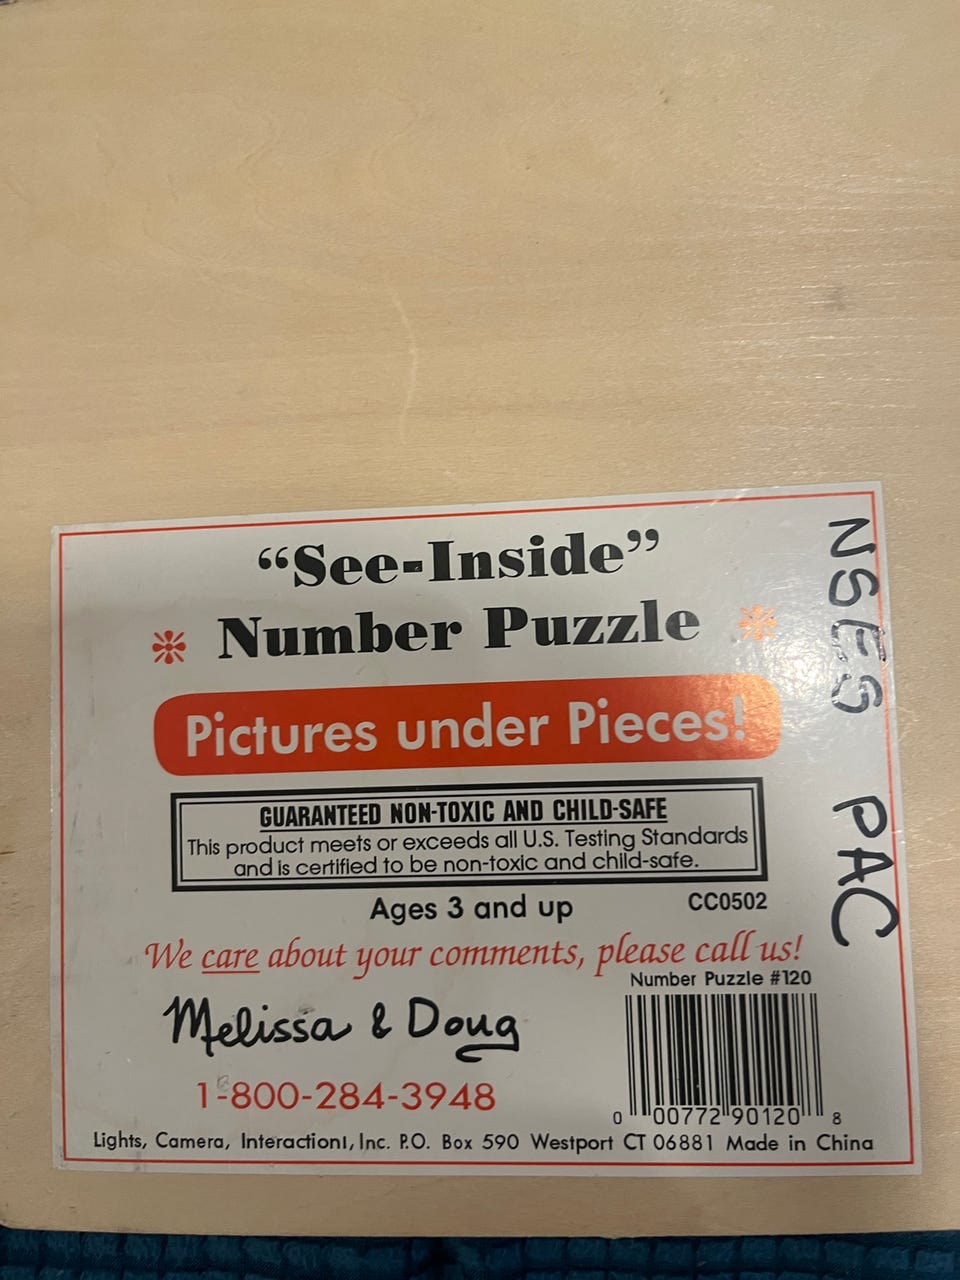 “See-Inside”
Number Puzzle
Pictures under Pieces!
GUARANTEED NON-TOXIC AND CHILD-SAFE
This product meets or exceeds all U.S. Testing Standards
and is certified to be non-toxic and child-safe.
Ages 3 and up
CC0502
We care about your comments, please call us!
Number Puzzle #120
Melissa & Doug
1-800-284-3948
0 00772 90120 8
Lights, Camera, Interaction!, Inc. P.O. Box 590 Westport CT 06881 Made in China
NSES PAC